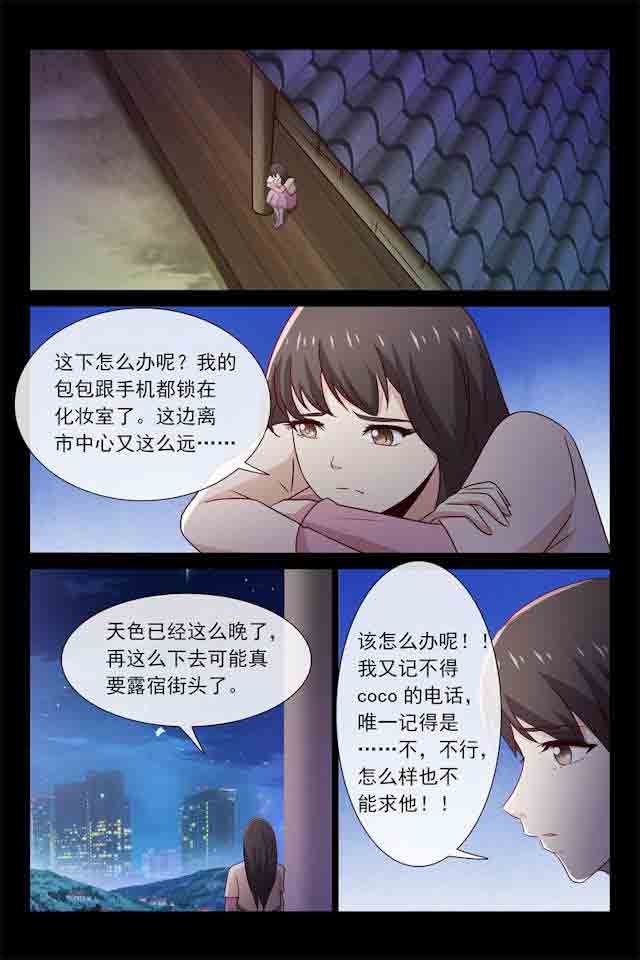 这下怎么办呢？我的
包包跟手机都锁在
化妆室了。这边离
市中心又这么远……
天色已经这么晚了，
再这么下去可能真
要露宿街头了。
该怎么办呢！！
我又记不得
coco的电话，
唯一记得是
……不，不行，
怎么样也不
能求他！！